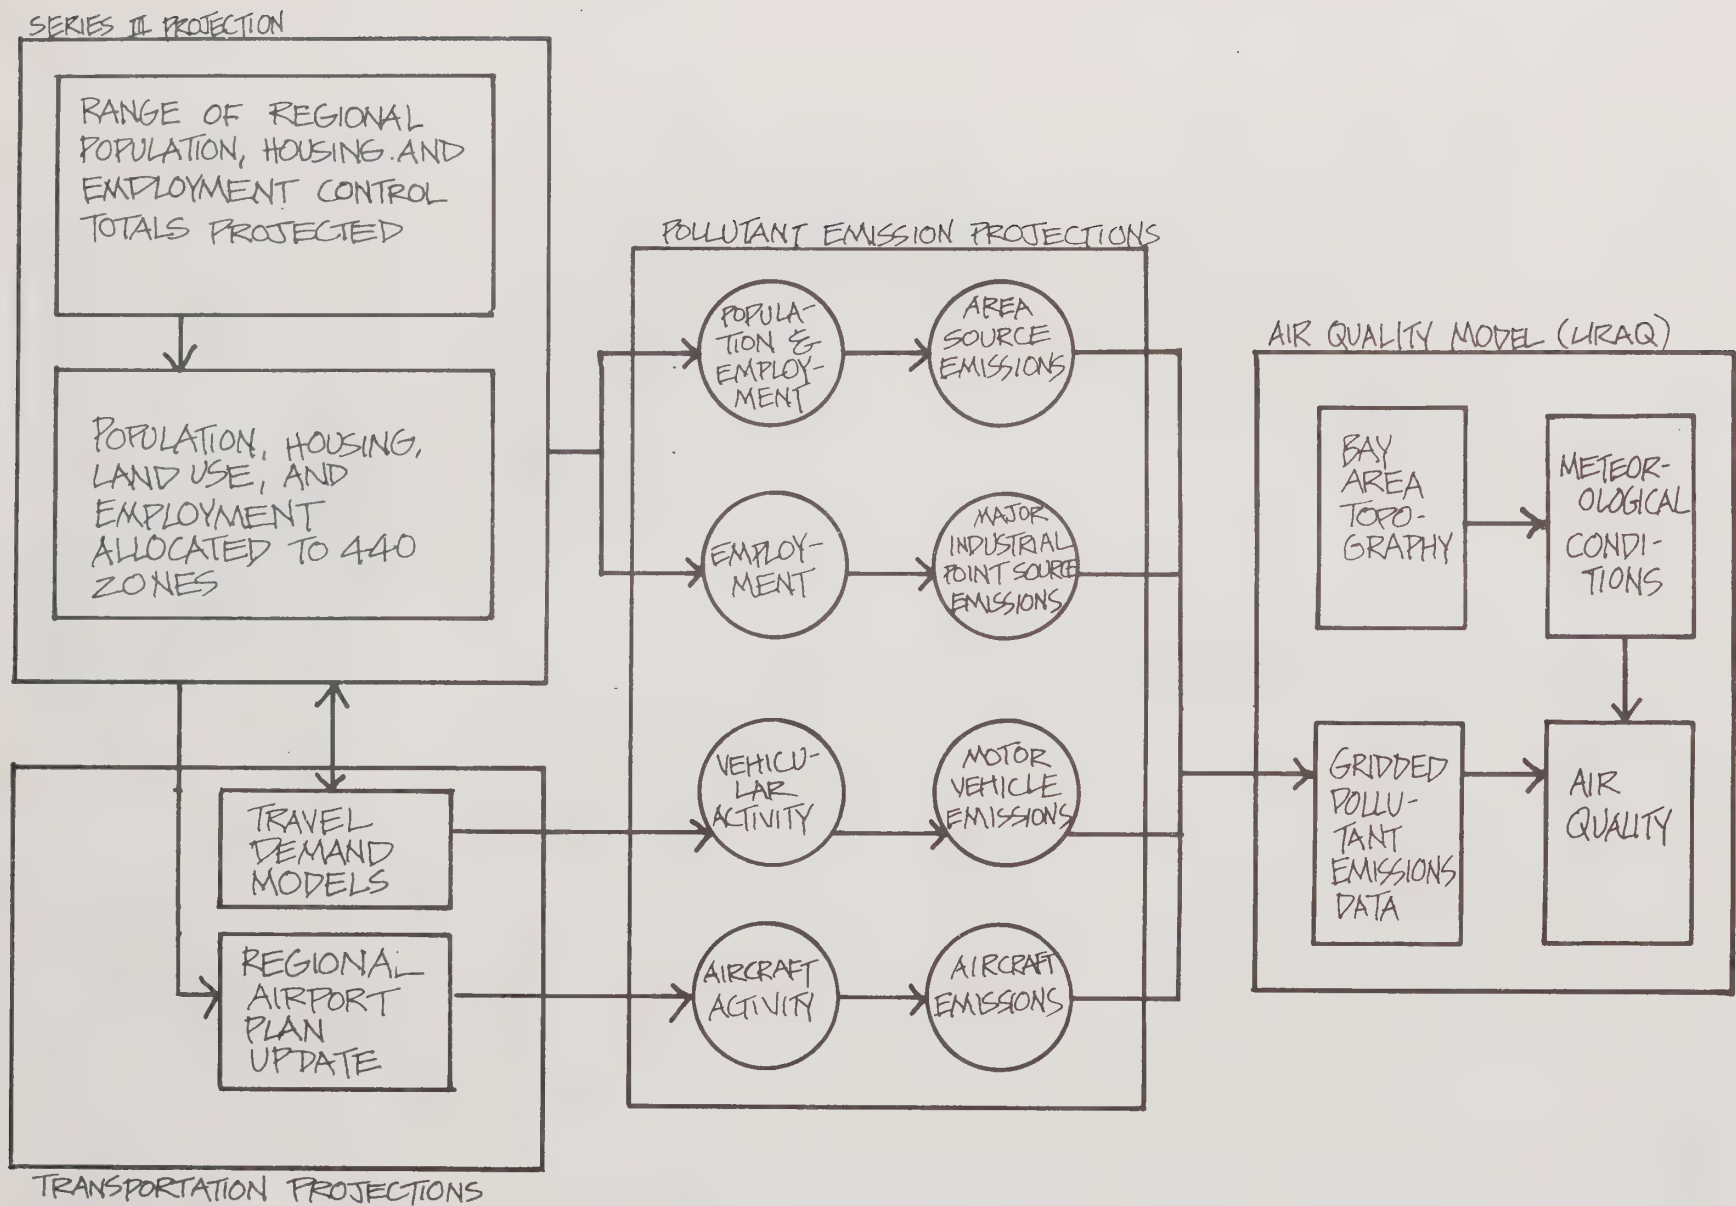 SERIES III PROJECTION
RANGE OF REGIONAL
POPULATION, HOUSING AND
EMPLOYMENT CONTROL
TOTALS PROJECTED
POPULATION, HOUSING,
LAND USE, AND
EMPLOYMENT
ALLOCATED TO 440
ZONES
TRAVEL
DEMAND
MODELS
REGIONAL
AIRPORT
PLAN
UPDATE
TRANSPORTATION PROJECTIONS
POLLUTANT EMISSION PROJECTIONS
POPULA-
TION &
EMPLOY-
MENT
AREA
SOURCE
EMISSIONS
EMPLOY-
MENT
MAJOR
INDUSTRIAL
POINT SOURCE
EMISSIONS
VEHICU-
LAR
ACTIVITY
MOTOR
VEHICLE
EMISSIONS
AIRCRAFT
ACTIVITY
AIRCRAFT
EMISSIONS
AIR QUALITY MODEL (LIRAQ)
BAY
AREA
TOPO-
GRAPHY
METEOR-
OLOGICAL
CONDI-
TIONS
GRIDDED
POLLU-
TANT
EMISSIONS
DATA
AIR
QUALITY